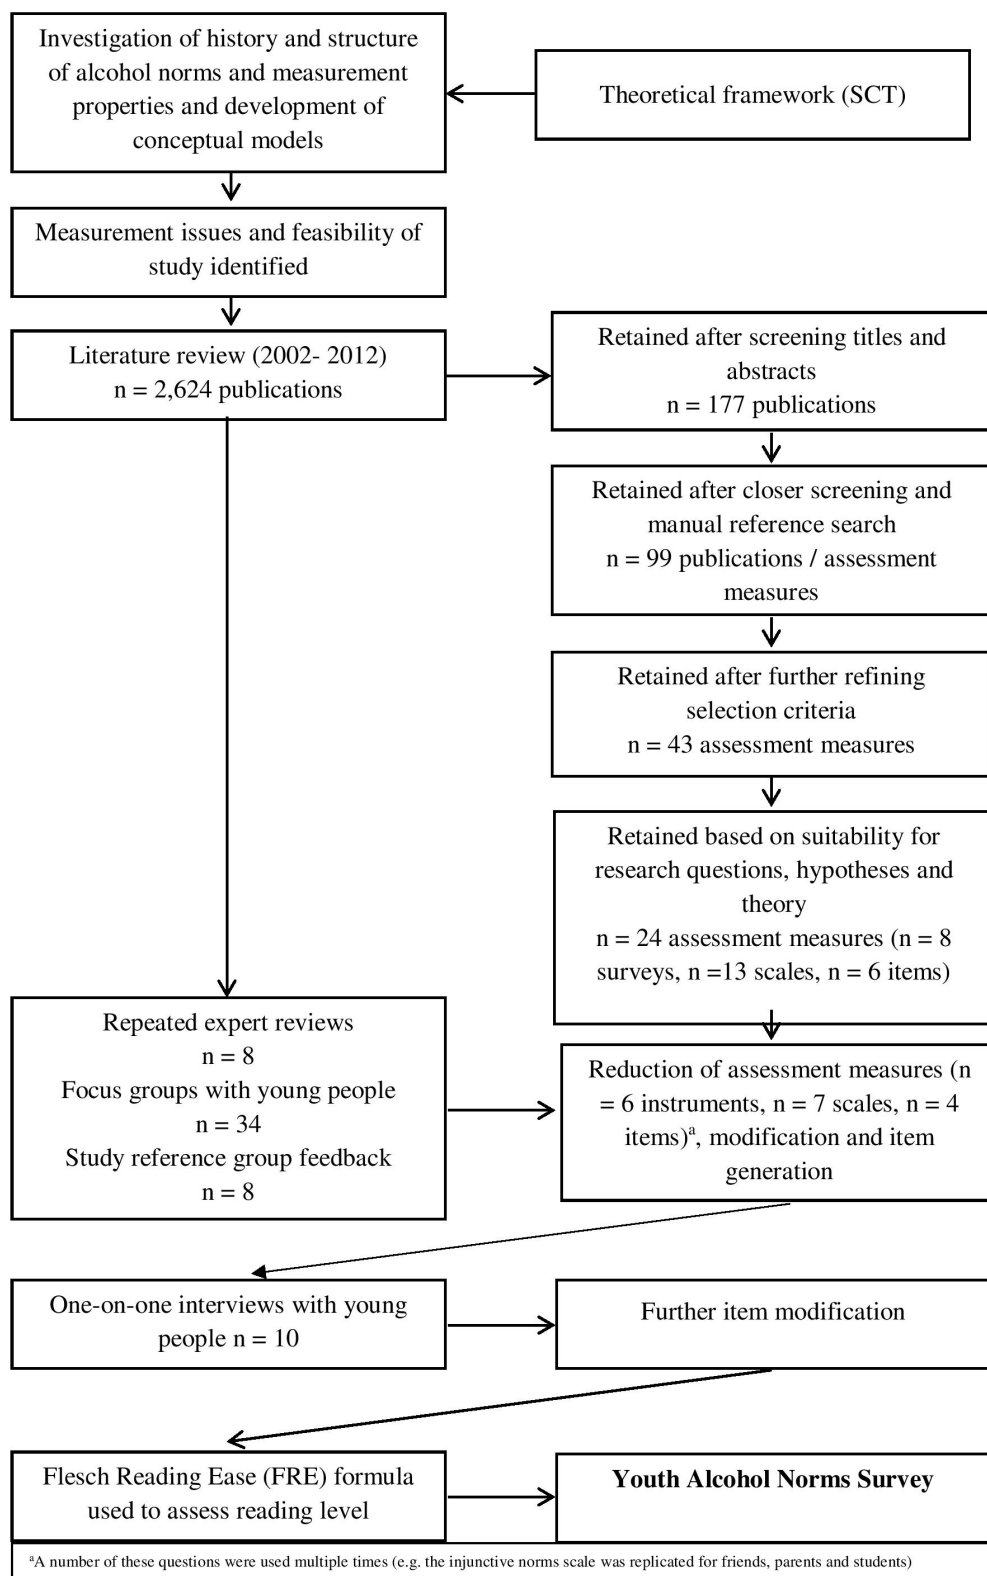 Investigation of history and structure
of alcohol norms and measurement
properties and development of
conceptual models
Theoretical framework (SCT)
Measurement issues and feasibility of
study identified
Literature review (2002- 2012)
n = 2,624 publications
Retained after screening titles and
abstracts
n = 177 publications
Retained after closer screening and
manual reference search
n = 99 publications / assessment
measures
Retained after further refining
selection criteria
n = 43 assessment measures
Retained based on suitability for
research questions, hypotheses and
theory
n = 24 assessment measures (n = 8
surveys, n =13 scales, n = 6 items)
Repeated expert reviews
n = 8
Focus groups with young people
n = 34
Study reference group feedback
n = 8
Reduction of assessment measures (n
= 6 instruments, n = 7 scales, n = 4
items)ª, modification and item
generation
One-on-one interviews with young
people n = 10
Further item modification
Flesch Reading Ease (FRE) formula
used to assess reading level
Youth Alcohol Norms Survey
ªA number of these questions were used multiple times (e.g. the injunctive norms scale was replicated for friends, parents and students)